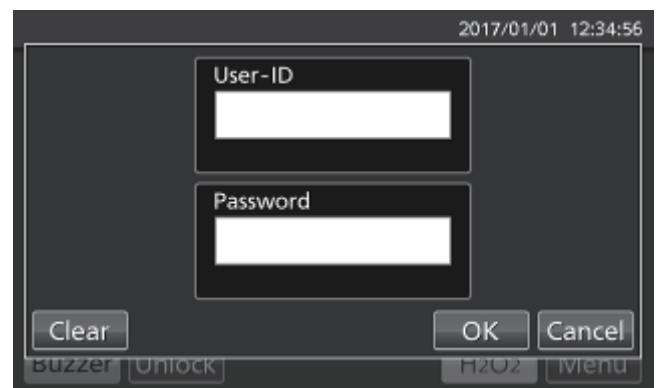 2017/01/01 12:34:56
User-ID
Password
Clear OK Cancel
Buzzer Unlock H2O2 Menu